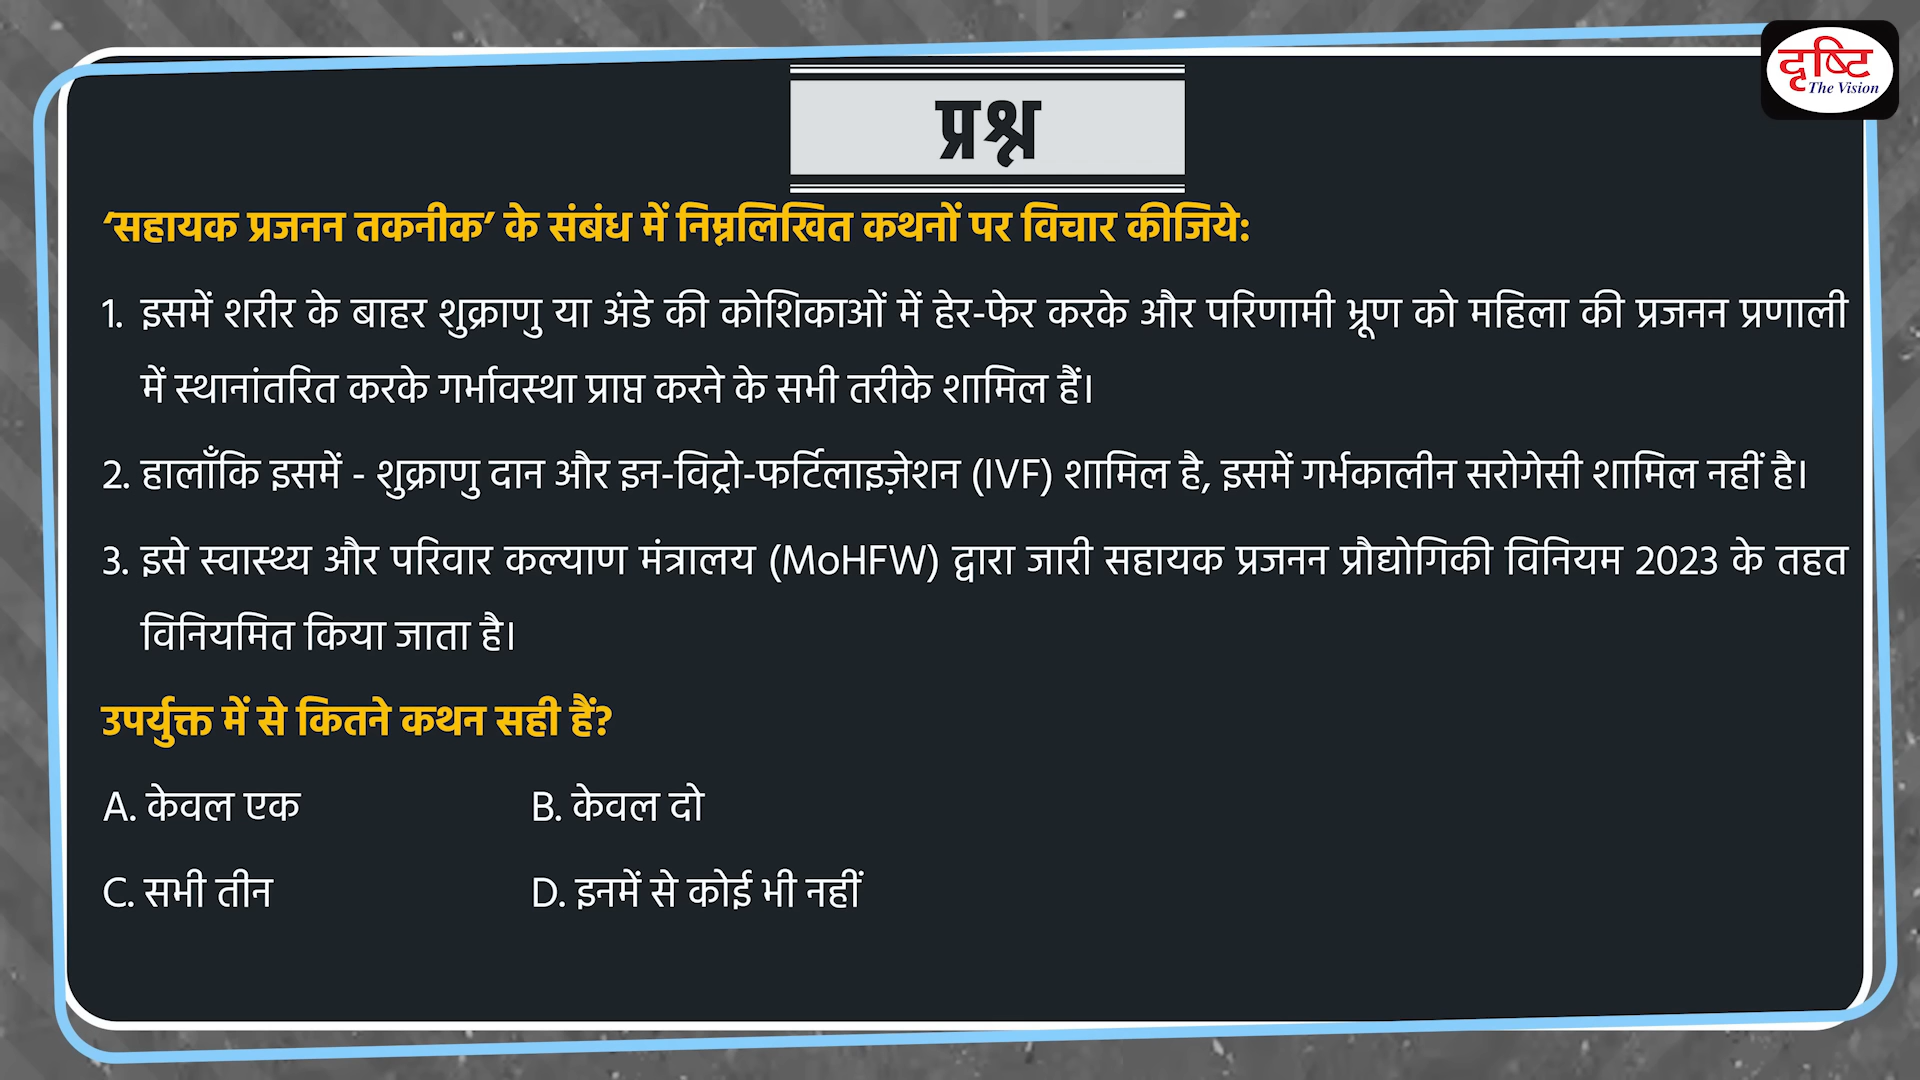 दृष्टि
The Vision
प्रश्न
‘सहायक प्रजनन तकनीक’ के संबंध में निम्नलिखित कथनों पर विचार कीजिये:
1. इसमें शरीर के बाहर शुक्राणु या अंडे की कोशिकाओं में हेर-फेर करके और परिणामी भ्रूण को महिला की प्रजनन प्रणाली
में स्थानांतरित करके गर्भावस्था प्राप्त करने के सभी तरीके शामिल हैं।
2. हालाँकि इसमें - शुक्राणु दान और इन-विट्रो-फर्टिलाइज़ेशन (IVF) शामिल है, इसमें गर्भकालीन सरोगेसी शामिल नहीं है।
3. इसे स्वास्थ्य और परिवार कल्याण मंत्रालय (MoHFW) द्वारा जारी सहायक प्रजनन प्रौद्योगिकी विनियम 2023 के तहत
विनियमित किया जाता है।
उपर्युक्त में से कितने कथन सही हैं?
A. केवल एक B. केवल दो
C. सभी तीन D. इनमें से कोई भी नहीं